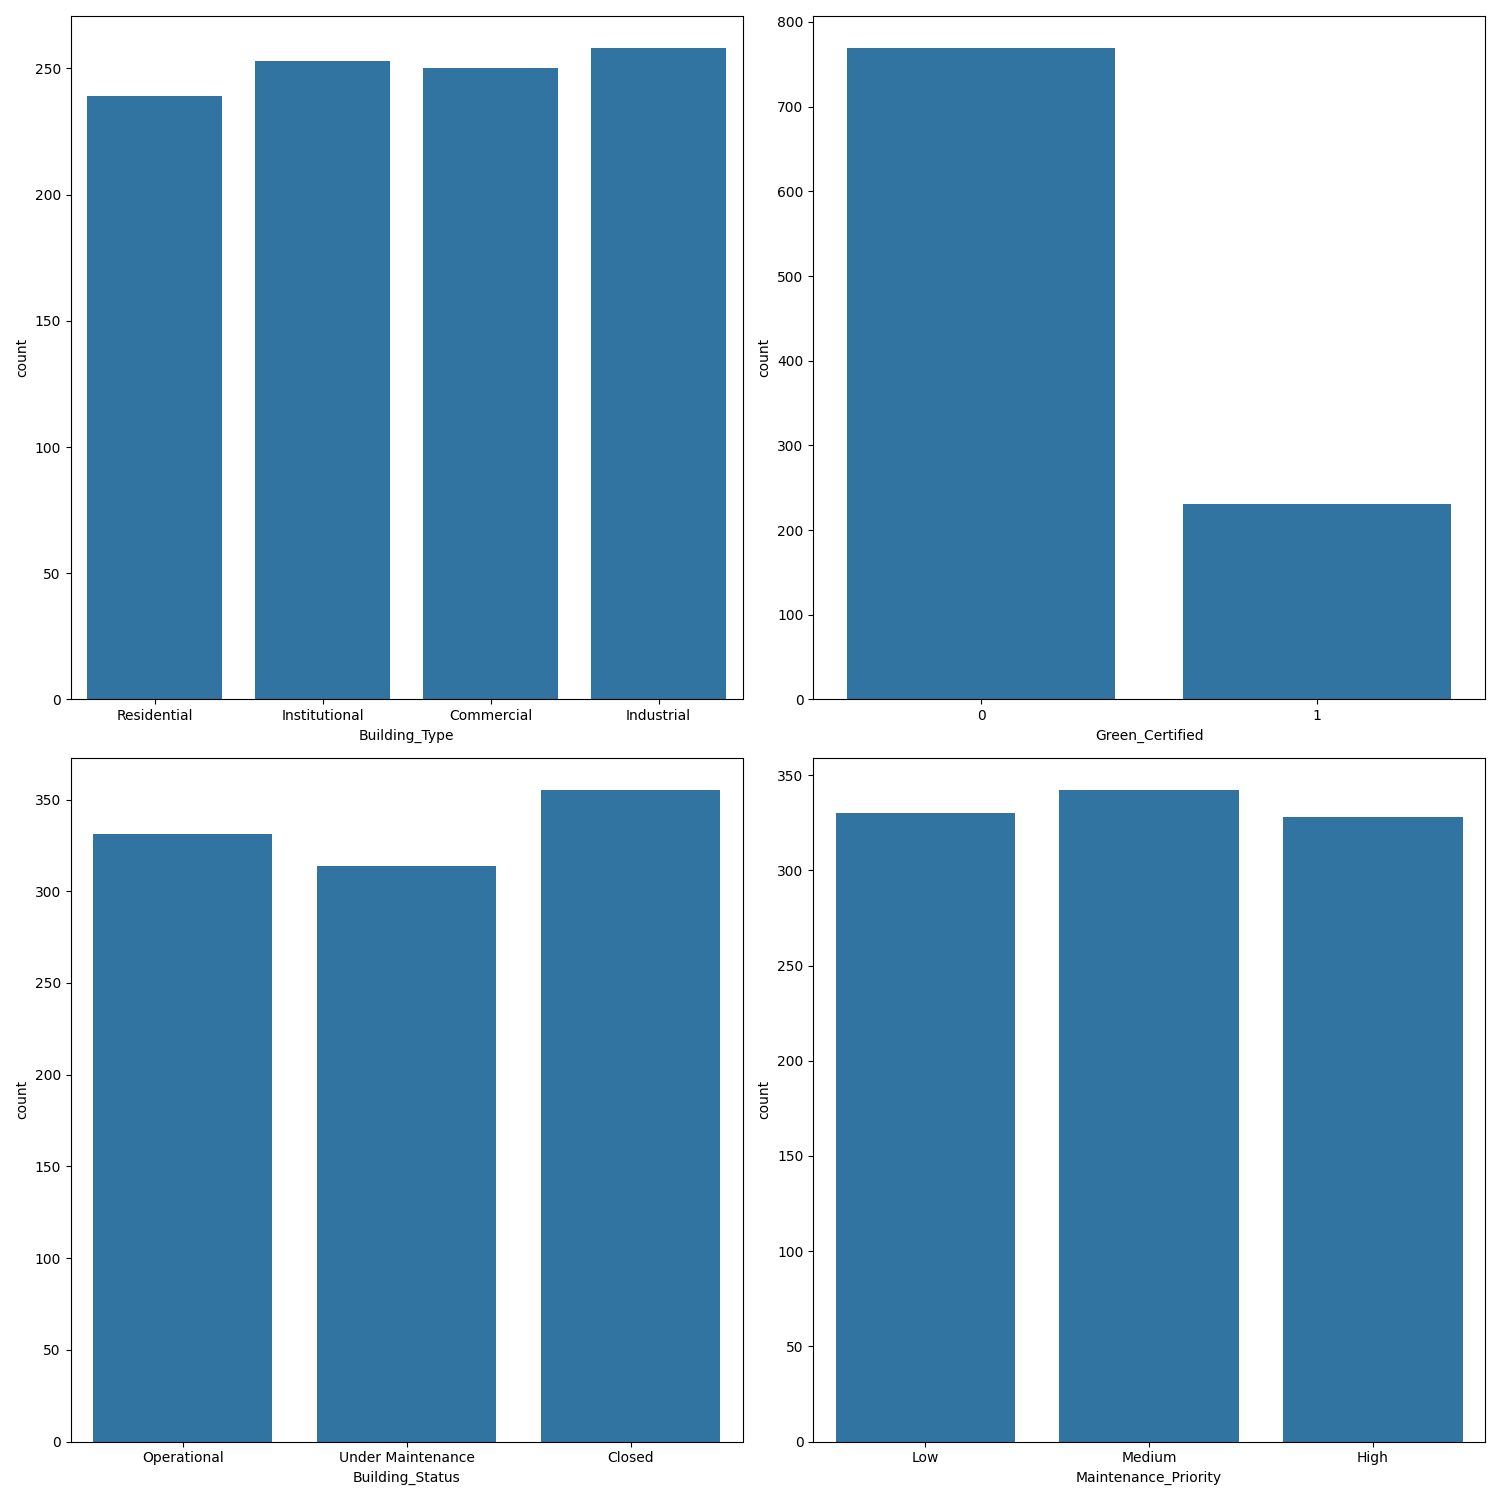 250
200
150
100
50
0
count
Residential Institutional Commercial Industrial
Building_Type
800
700
600
500
400
300
200
100
0
count
0 1
Green_Certified
350
300
250
200
150
100
50
0
count
Operational Under Maintenance Closed
Building_Status
350
300
250
200
150
100
50
0
count
Low Medium High
Maintenance_Priority